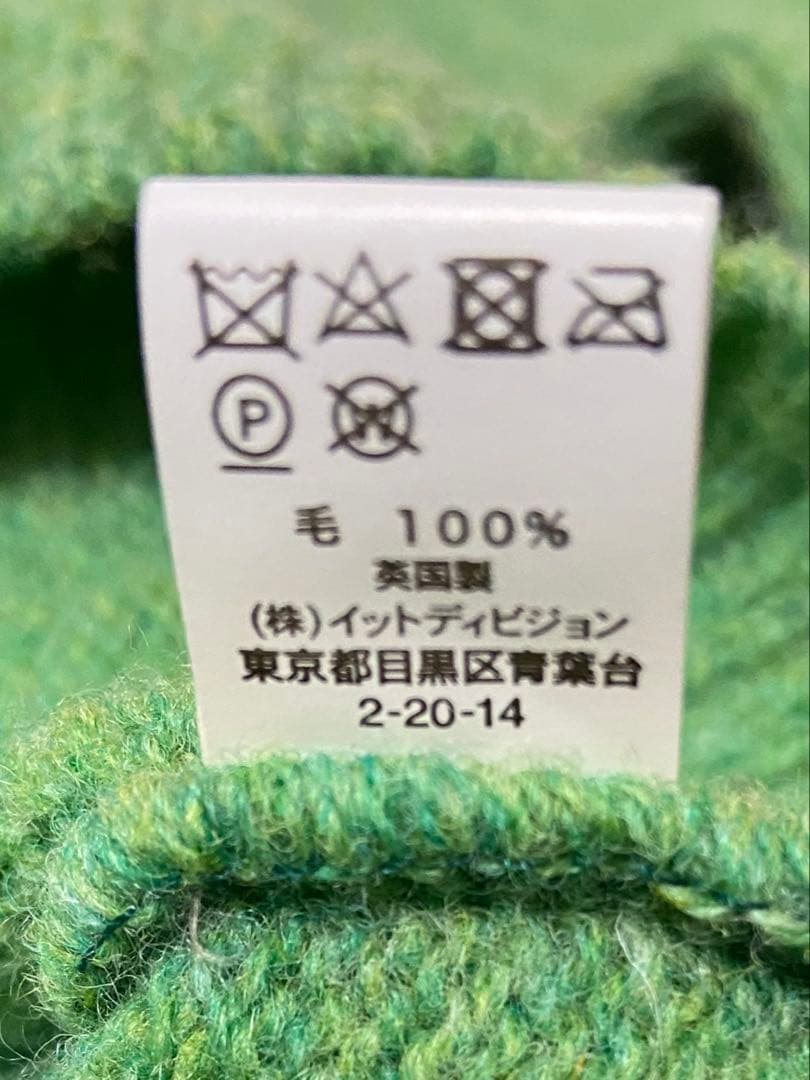 P W
毛 100%
英国製
(株)イットディビジョン
東京都目黒区青葉台
2-20-14